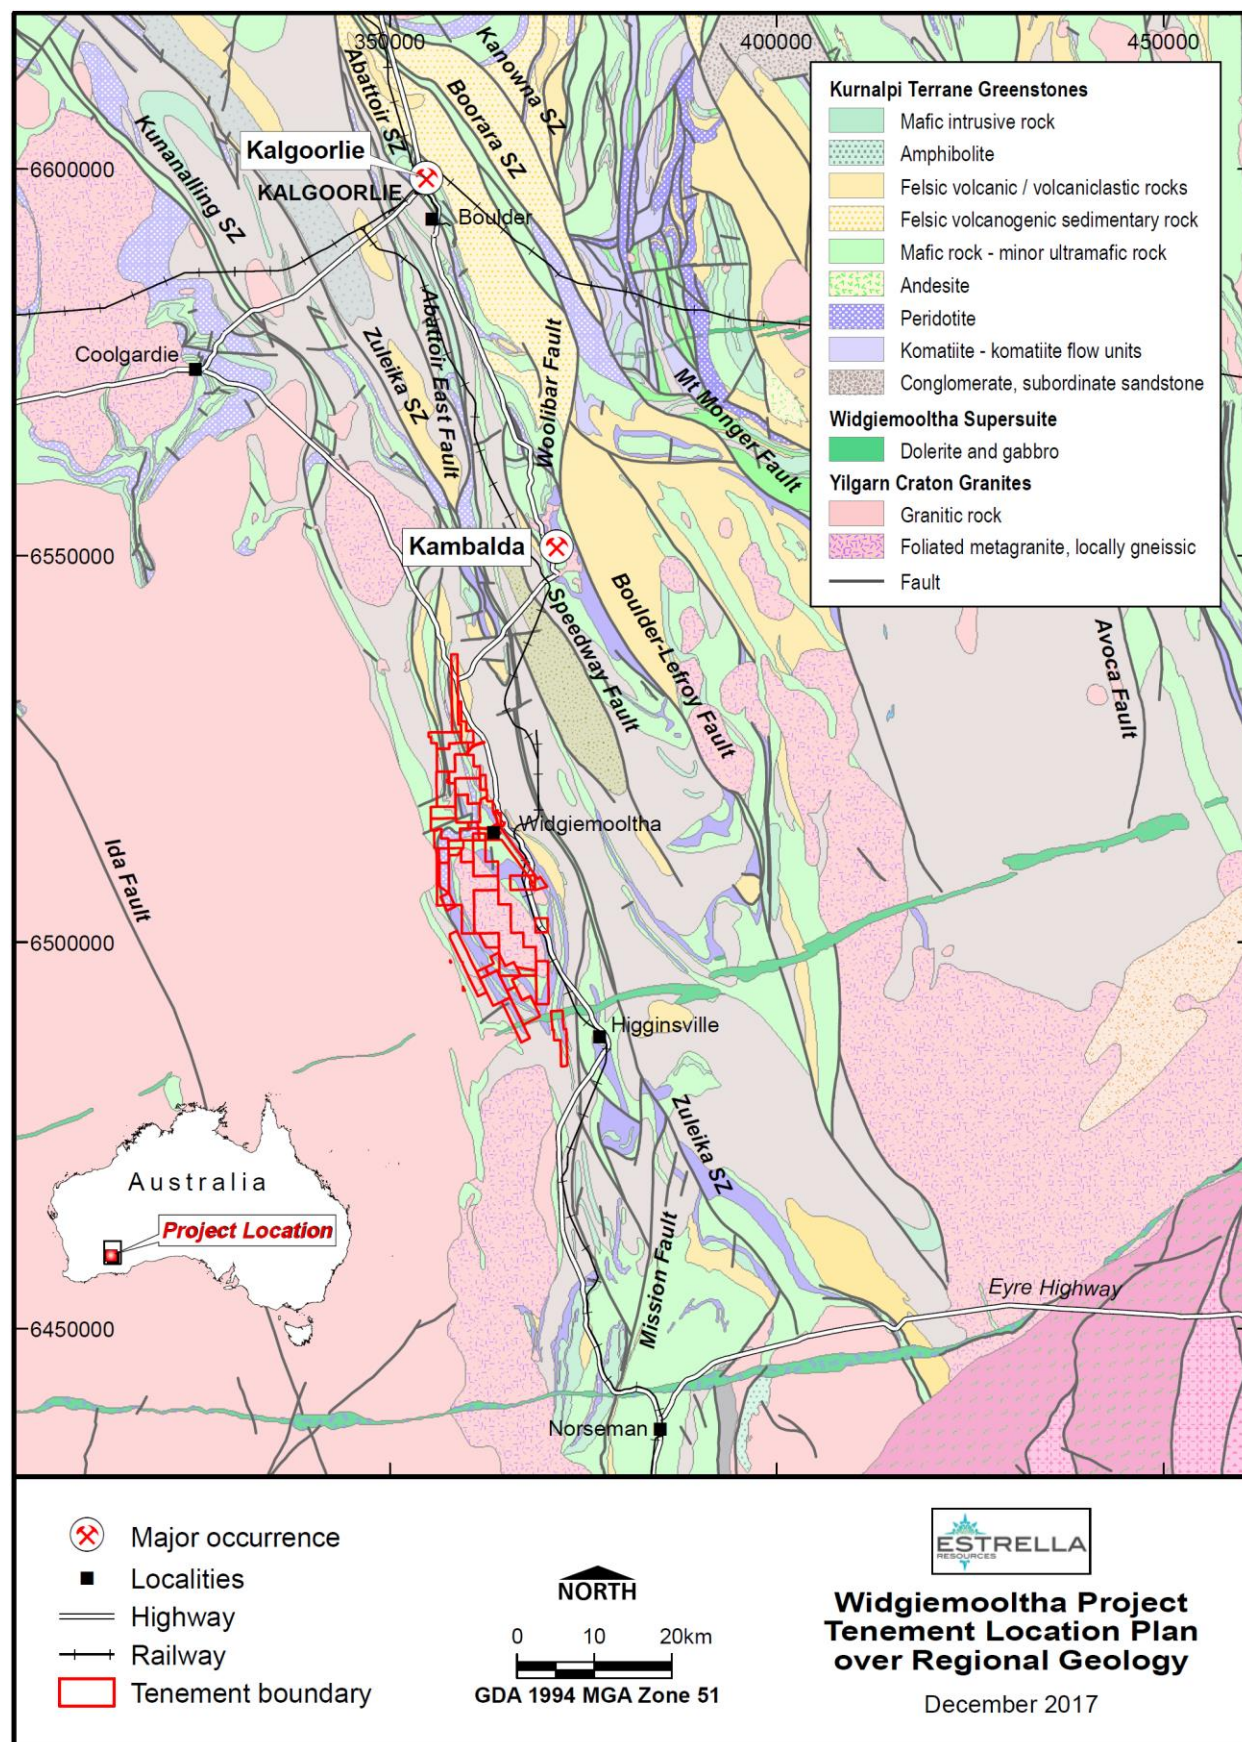 350000
400000
450000
6600000
6550000
6500000
6450000
Abattoir SZ
Kanowna SZ
Boorara SZ
Kunanalling SZ
Kalgoorlie
KALGOORLIE
Boulder
Coolgardie
Zuleika SZ
Abattoir East Fault
Woolibar Fault
Mt Monger Fault
Kambalda
Speedway Fault
Boulder-Lefroy Fault
Avoca Fault
Widgiemooltha
Ida Fault
Higginsville
Zuleika SZ
Mission Fault
Eyre Highway
Norseman
Australia
Project Location
Kurnalpi Terrane Greenstones
Mafic intrusive rock
Amphibolite
Felsic volcanic / volcaniclastic rocks
Felsic volcanogenic sedimentary rock
Mafic rock - minor ultramafic rock
Andesite
Peridotite
Komatiite - komatiite flow units
Conglomerate, subordinate sandstone
Widgiemooltha Supersuite
Dolerite and gabbro
Yilgarn Craton Granites
Granitic rock
Foliated metagranite, locally gneissic
Fault
Major occurrence
Localities
Highway
Railway
Tenement boundary
NORTH
0 10 20km
GDA 1994 MGA Zone 51
ESTRELLA
RESOURCES
Widgiemooltha Project
Tenement Location Plan
over Regional Geology
December 2017